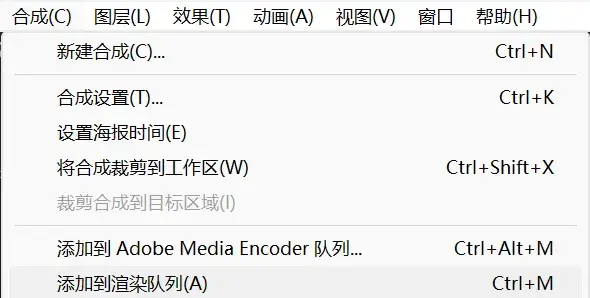 合成(C) 图层(L) 效果(T) 动画(A) 视图(V) 窗口 帮助(H)
新建合成(C)... Ctrl+N
合成设置(T)... Ctrl+K
设置海报时间(E)
将合成裁剪到工作区(W) Ctrl+Shift+X
裁剪合成到目标区域(I)
添加到 Adobe Media Encoder 队列... Ctrl+Alt+M
添加到渲染队列(A) Ctrl+M